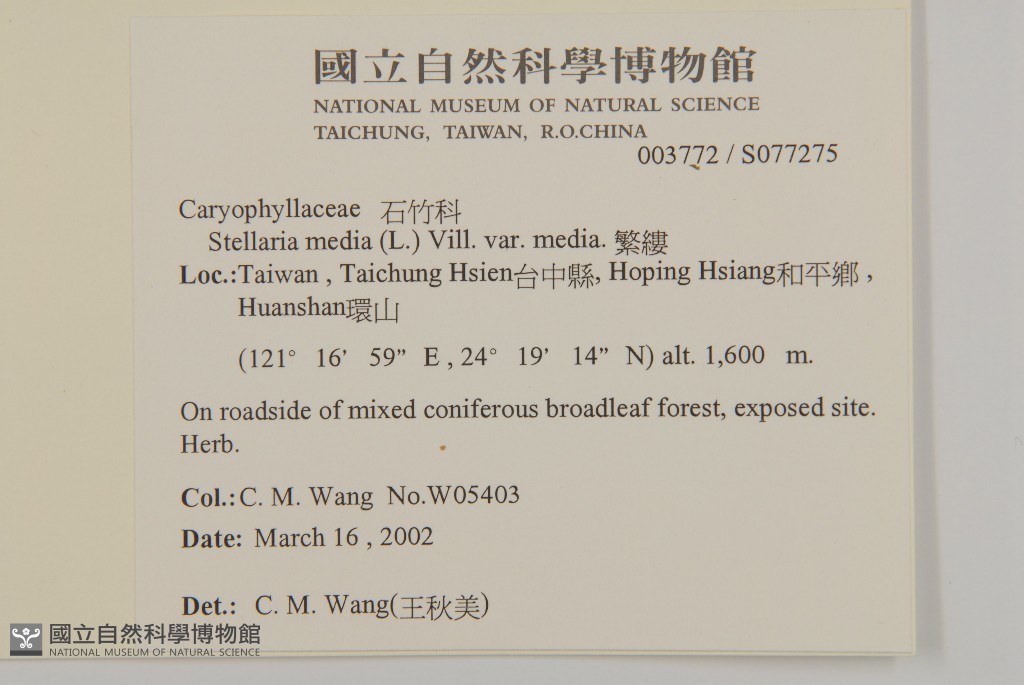 國立自然科學博物館
NATIONAL MUSEUM OF NATURAL SCIENCE
TAICHUNG, TAIWAN, R.O.CHINA
003772 / S077275
Caryophyllaceae 石竹科
Stellaria media (L.) Vill. var. media. 繁縷
Loc.:Taiwan , Taichung Hsien台中縣, Hoping Hsiang和平鄉 ,
Huanshan環山
(121° 16’ 59” E , 24° 19’ 14” N) alt. 1,600 m.
On roadside of mixed coniferous broadleaf forest, exposed site.
Herb.
Col.:C. M. Wang No.W05403
Date: March 16 , 2002
Det.: C. M. Wang(王秋美)
國立自然科學博物館
NATIONAL MUSEUM OF NATURAL SCIENCE